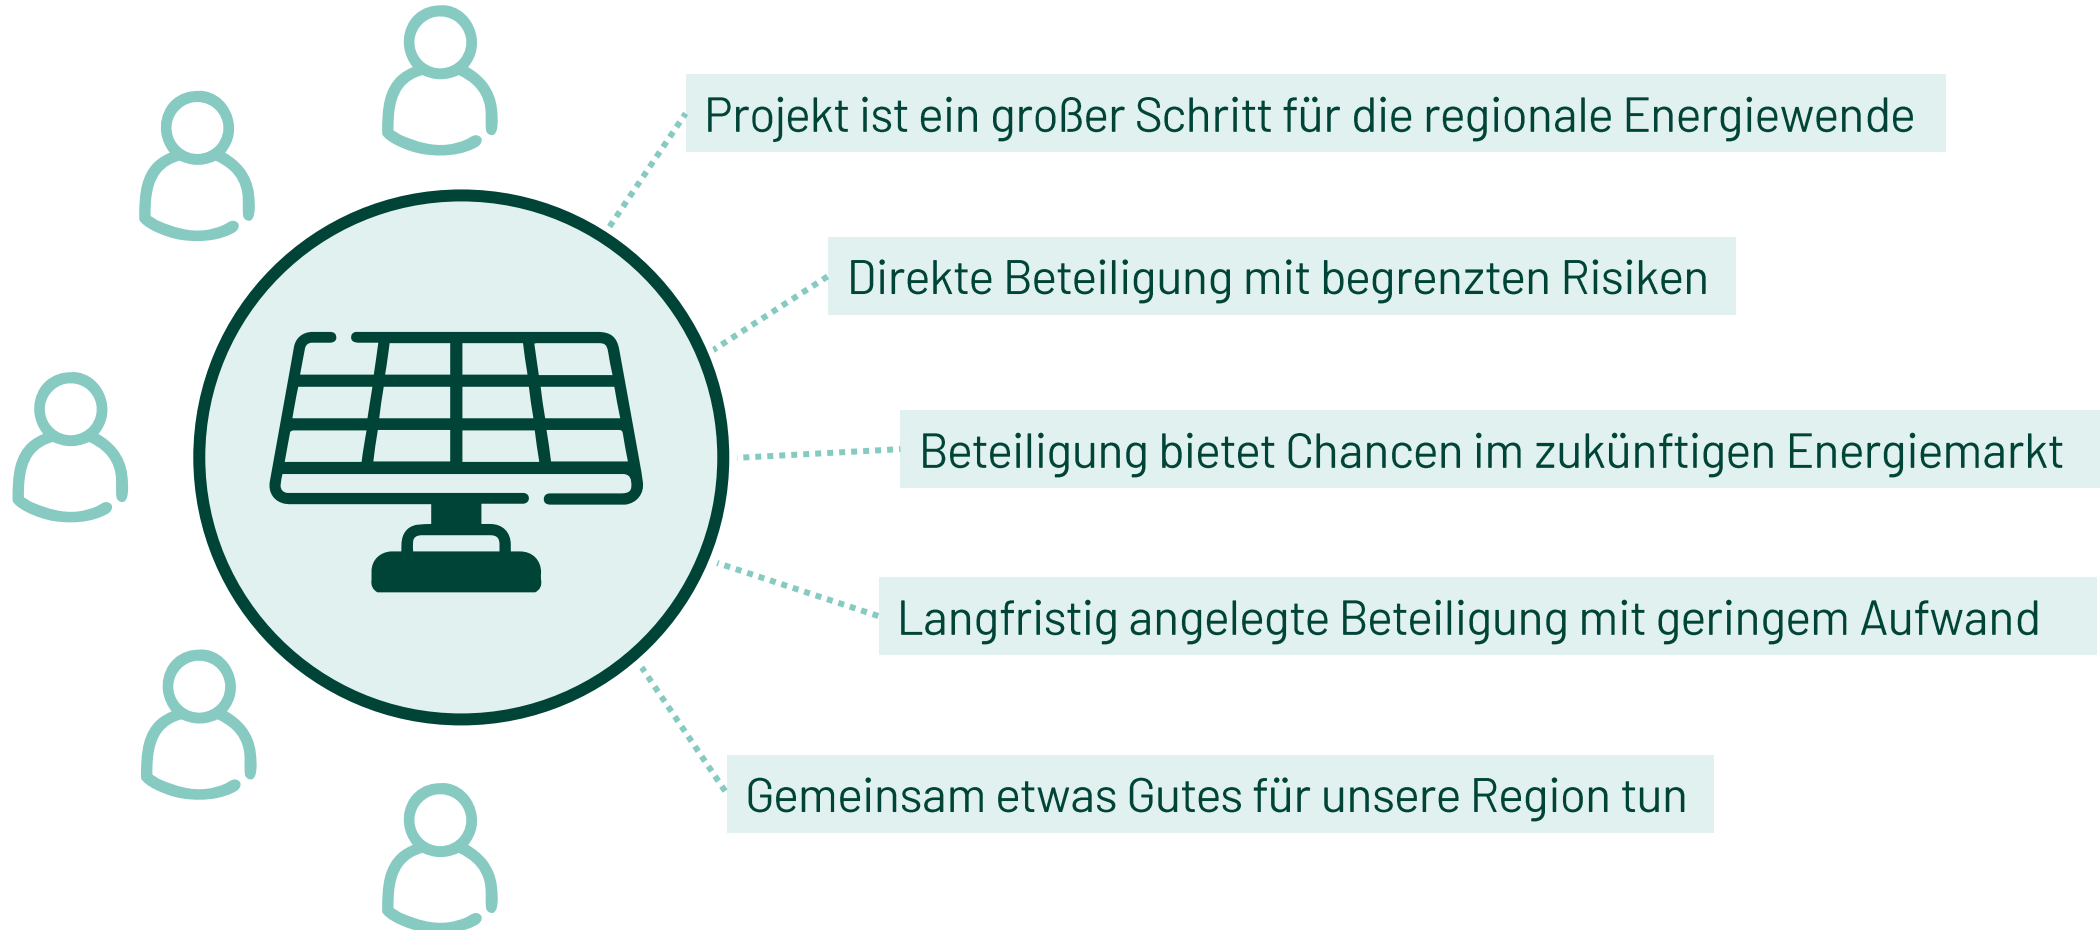 Projekt ist ein großer Schritt für die regionale Energiewende
Direkte Beteiligung mit begrenzten Risiken
Beteiligung bietet Chancen im zukünftigen Energiemarkt
Langfristig angelegte Beteiligung mit geringem Aufwand
Gemeinsam etwas Gutes für unsere Region tun